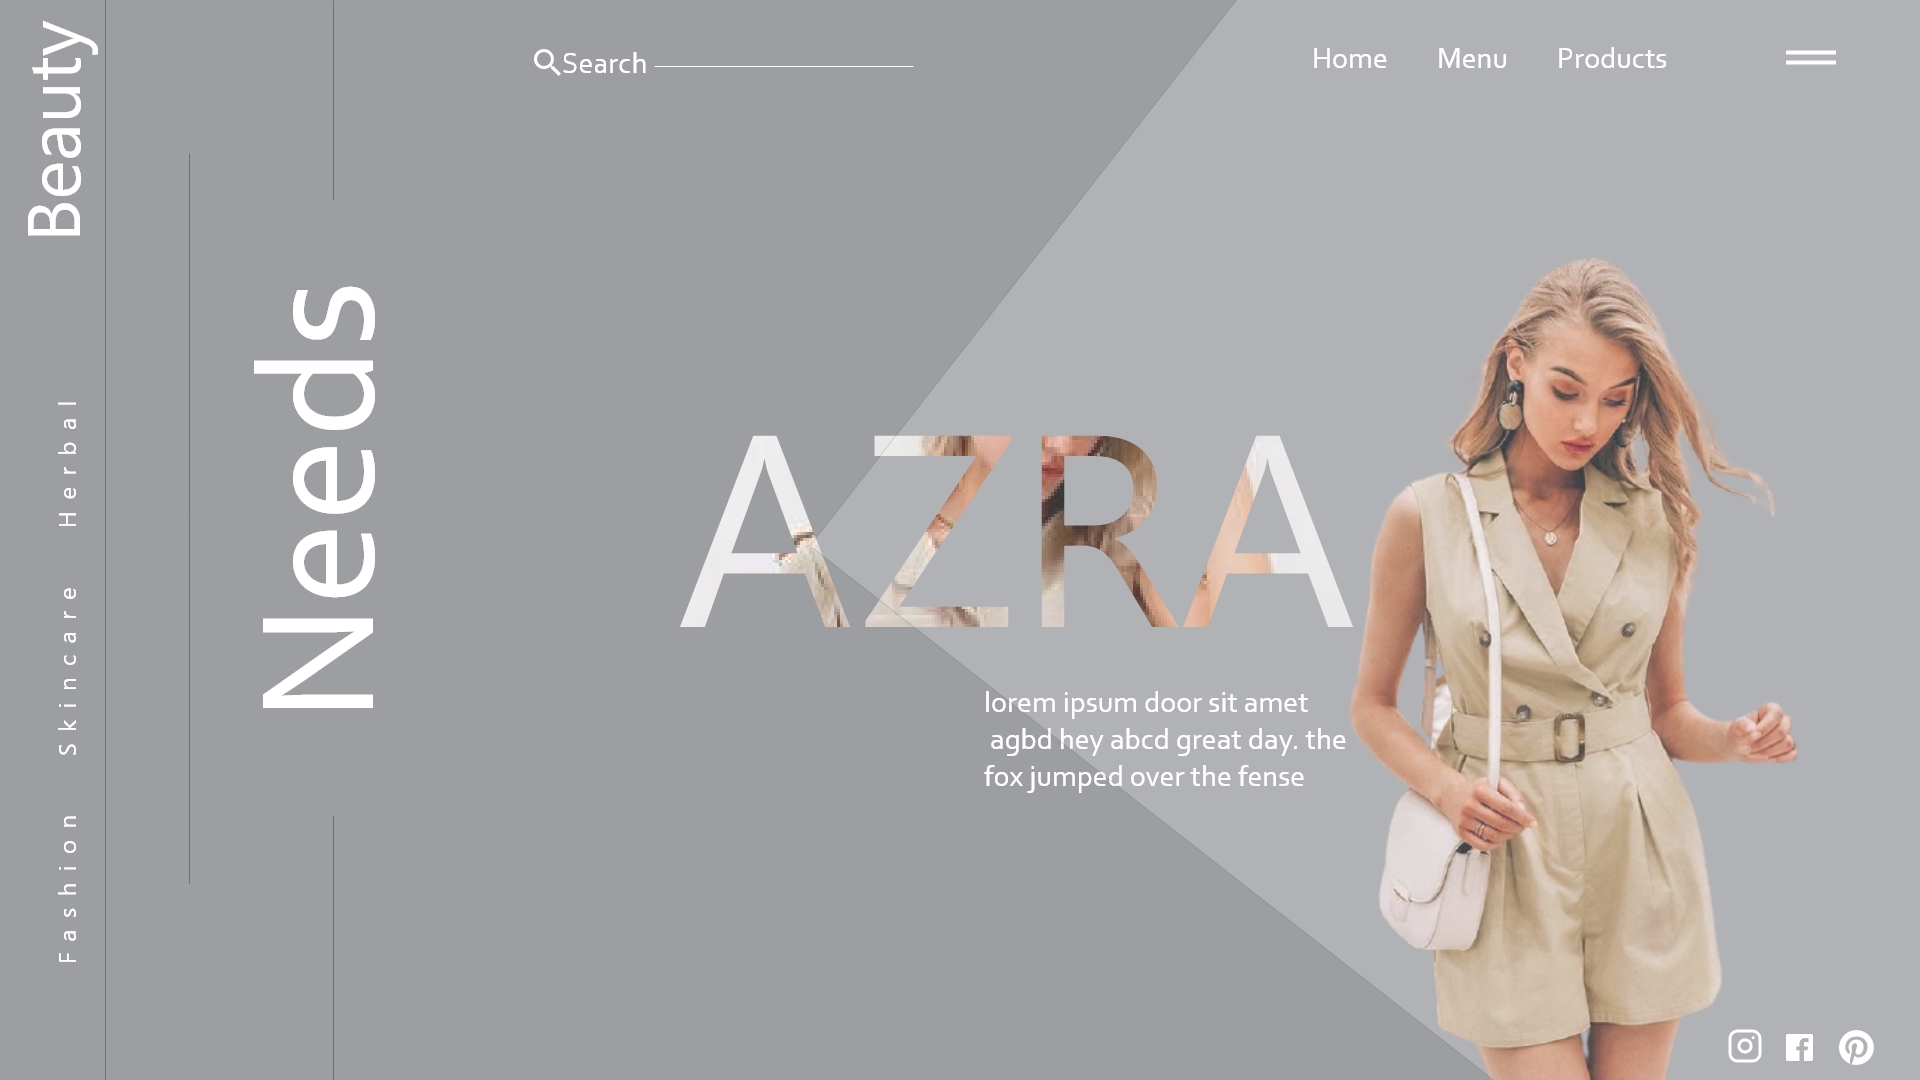 Beauty
Search
Home
Menu
Products
Needs
Herbal
Skincare
Fashion
AZRA
lorem ipsum door sit amet
agbd hey abcd great day. the
fox jumped over the fense